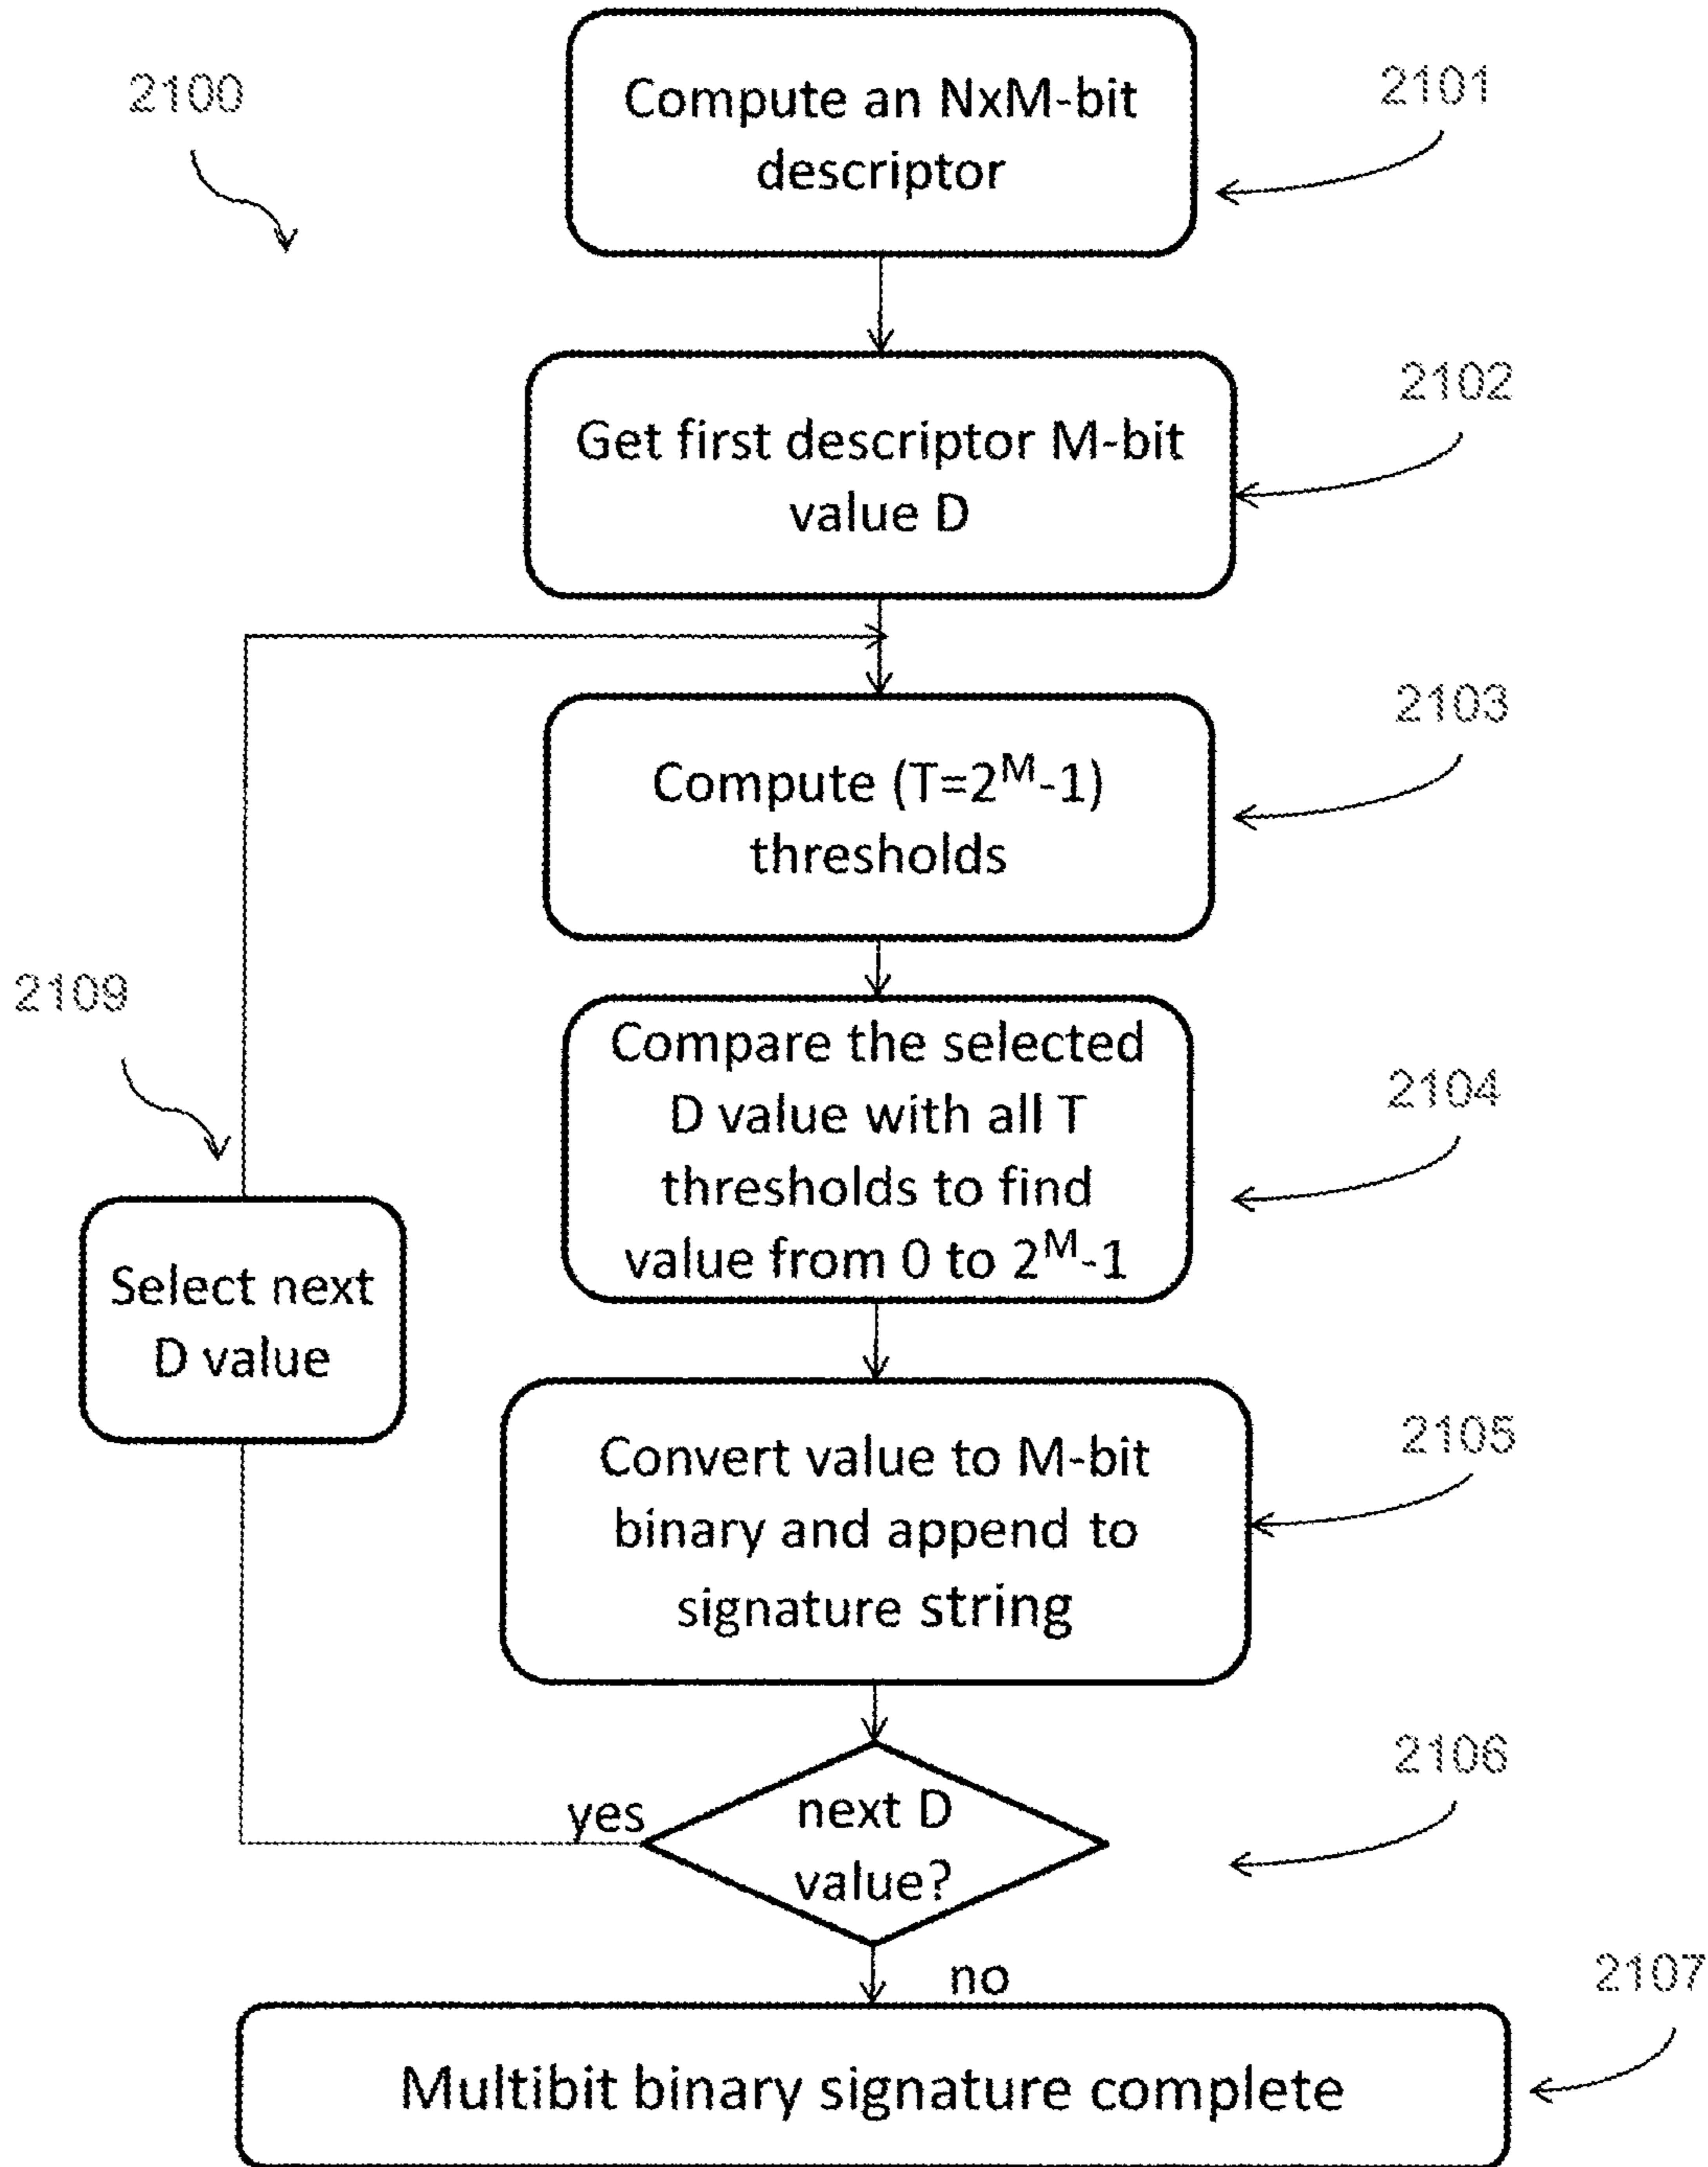 2100
Compute an NxM-bit
descriptor
2101
Get first descriptor M-bit
value D
2102
Compute (T=2^M-1)
thresholds
2103
2109
Compare the selected
D value with all T
thresholds to find
value from 0 to 2^M-1
2104
Select next
D value
Convert value to M-bit
binary and append to
signature string
2105
yes
next D
value?
2106
no
Multibit binary signature complete
2107